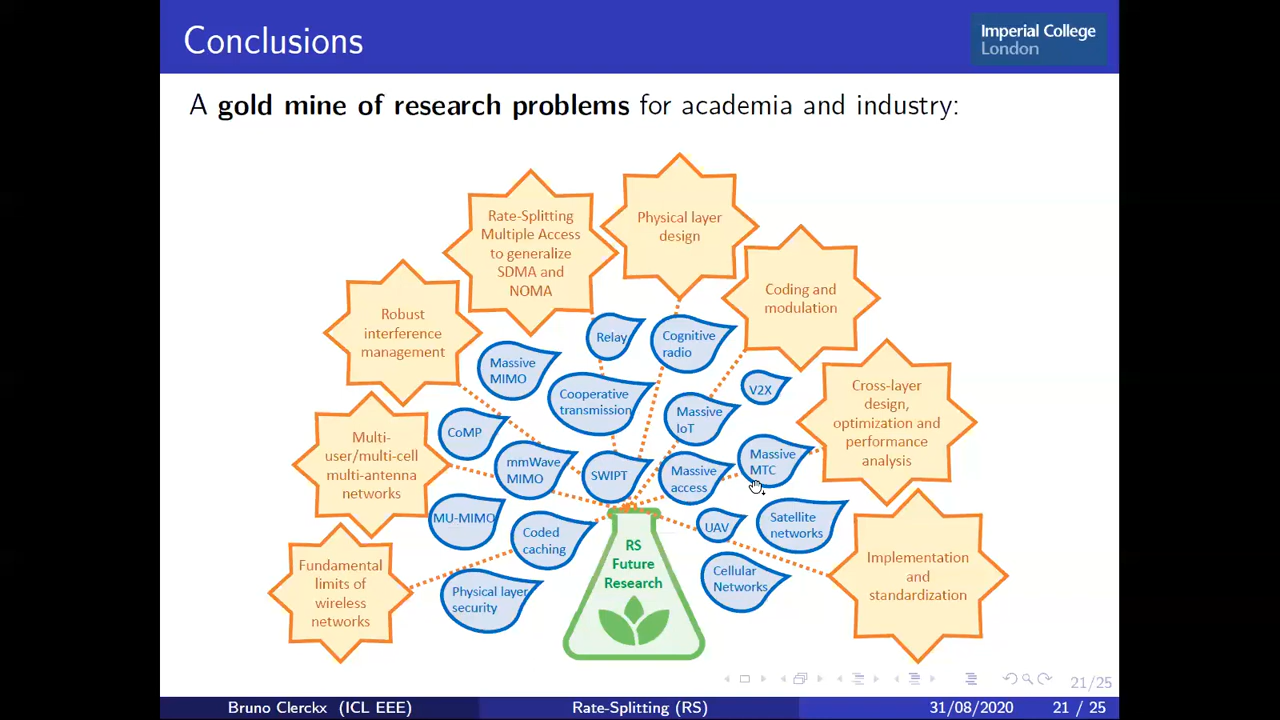 Conclusions
Imperial College
London
A gold mine of research problems for academia and industry:
Rate-Splitting
Multiple Access
to generalize
SDMA and
NOMA
Physical layer
design
Coding and
modulation
Robust
interference
management
Cross-layer
design,
optimization and
performance
analysis
Multi-
user/multi-cell
multi-antenna
networks
Implementation
and
standardization
Fundamental
limits of
wireless
networks
Relay
Cognitive
radio
Massive
MIMO
Cooperative
transmission
V2X
Massive
IoT
CoMP
mmWave
MIMO
SWIPT
Massive
access
Massive
MTC
MU-MIMO
Coded
caching
UAV
Satellite
networks
Physical layer
security
Cellular
Networks
RS
Future
Research
21/25
Bruno Clerckx (ICL EEE)
Rate-Splitting (RS)
31/08/2020
21 / 25